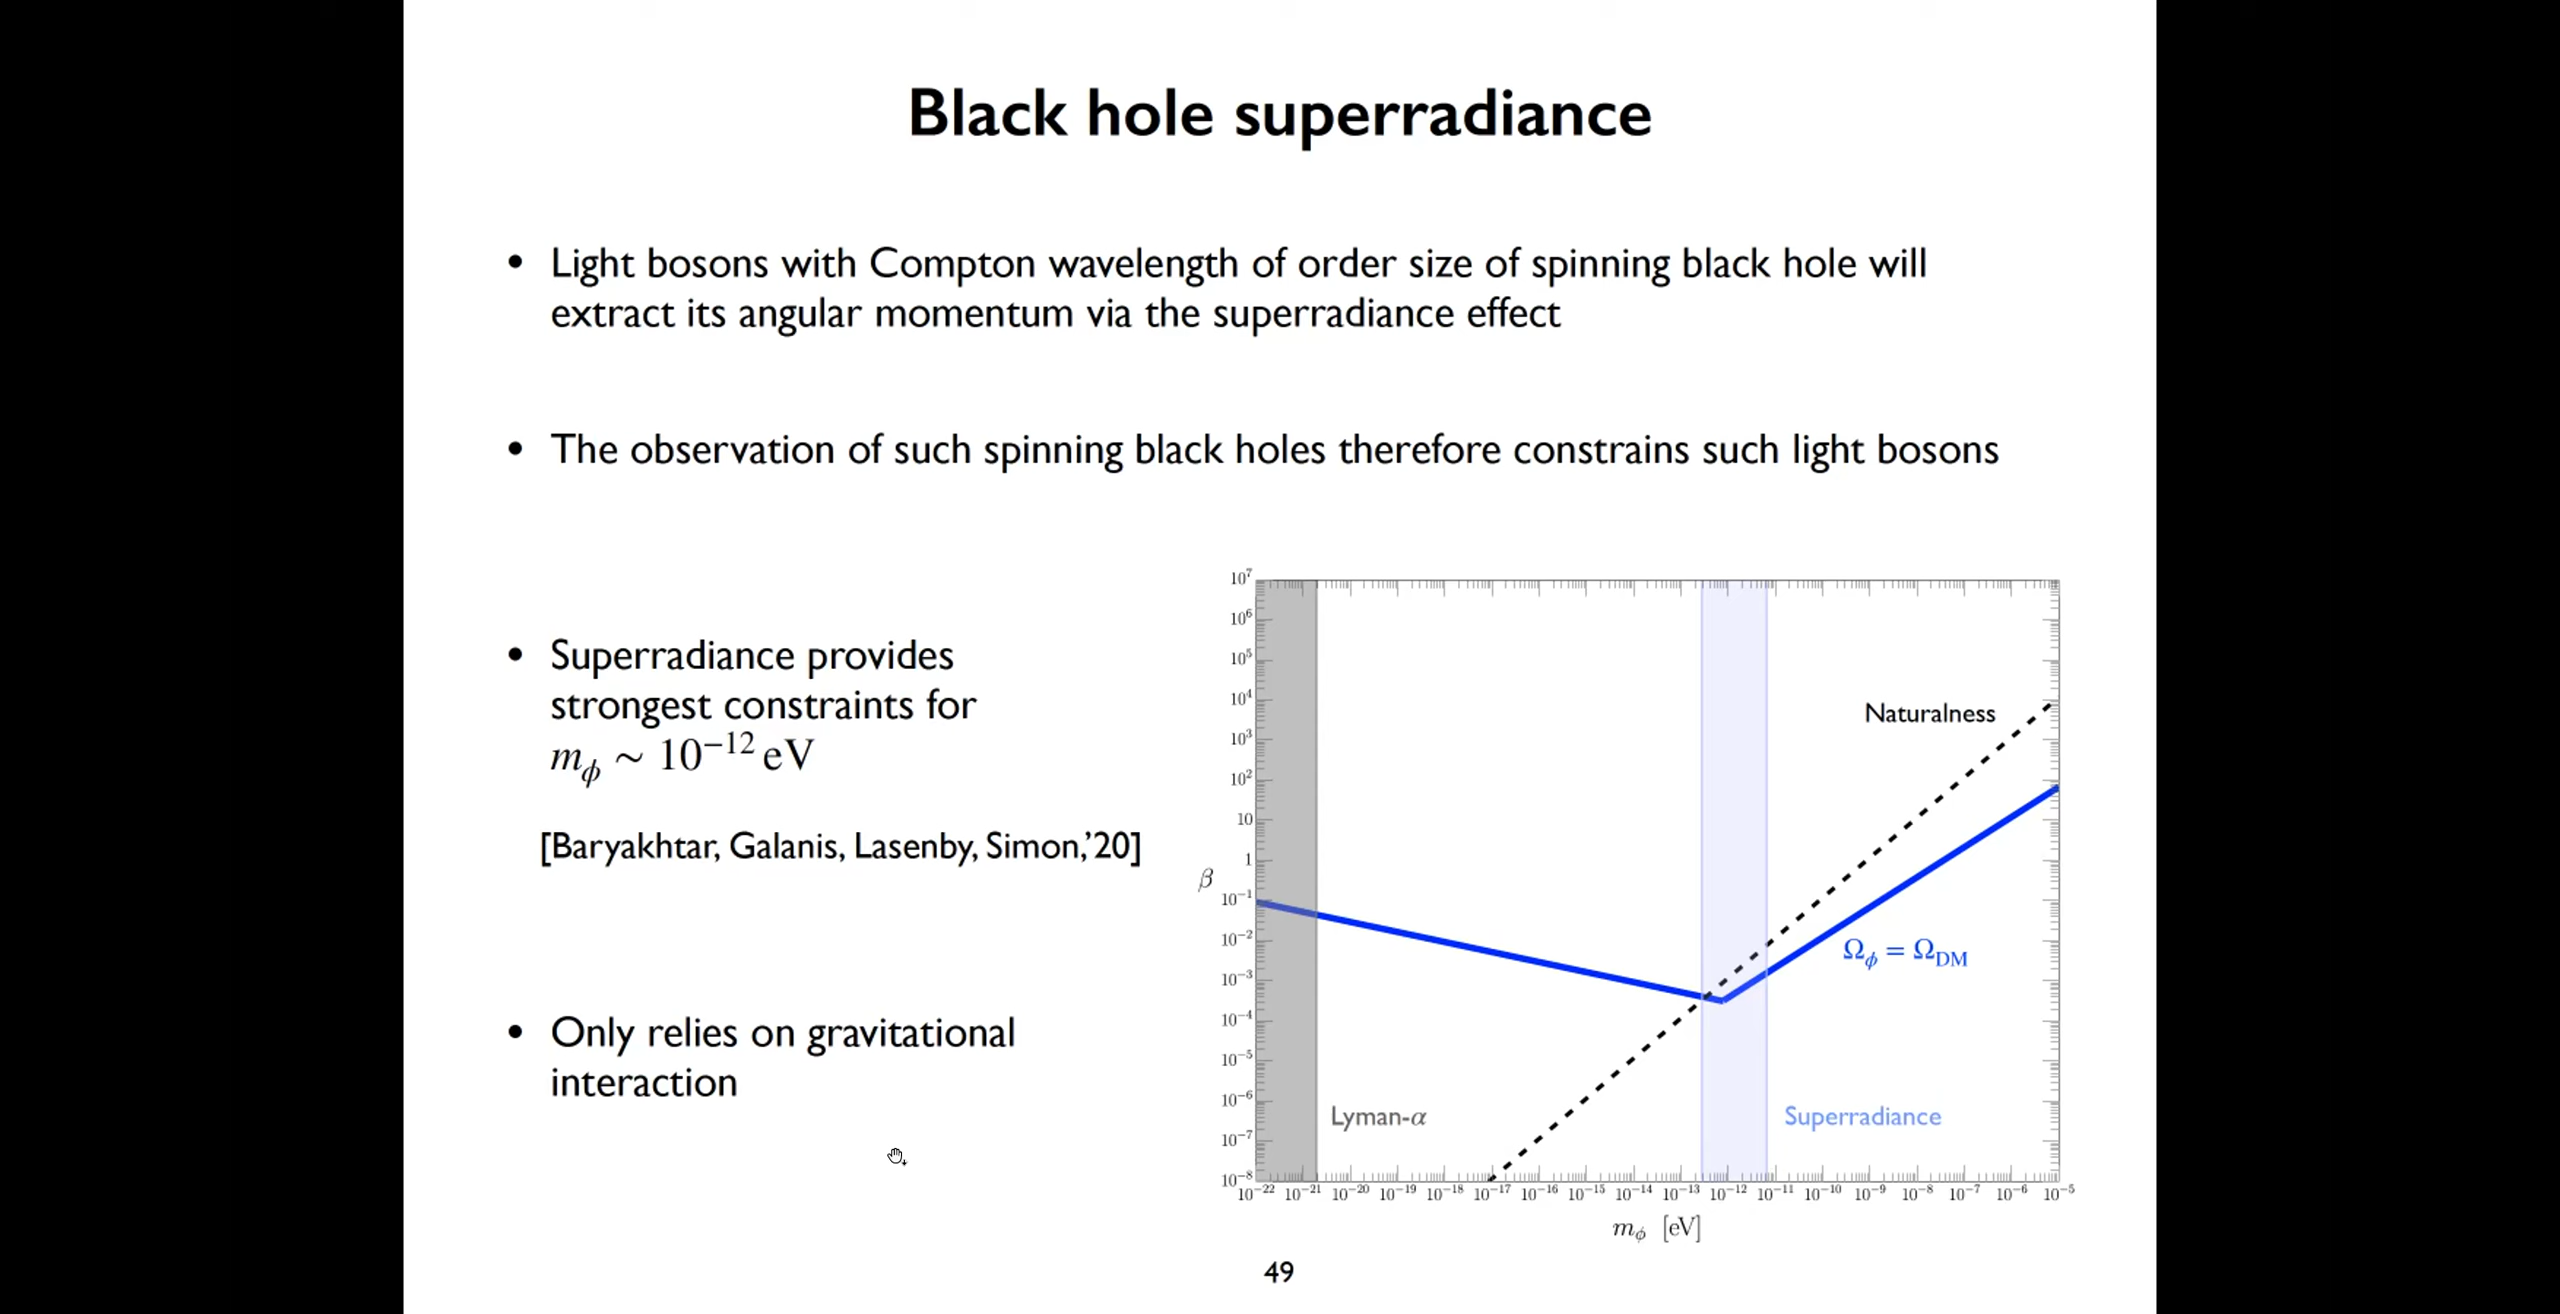 Black hole superradiance
• Light bosons with Compton wavelength of order size of spinning black hole will
extract its angular momentum via the superradiance effect
• The observation of such spinning black holes therefore constrains such light bosons
• Superradiance provides
strongest constraints for
m_ϕ ∼ 10⁻¹² eV
[Baryakhtar, Galanis, Lasenby, Simon,’20]
• Only relies on gravitational
interaction
10⁷
10⁶
10⁵
10⁴
10³
10²
10
1
10⁻¹
10⁻²
10⁻³
10⁻⁴
10⁻⁵
10⁻⁶
10⁻⁷
10⁻⁸
β
Naturalness
Ω_ϕ = Ω_DM
Lyman-α
Superradiance
10⁻²² 10⁻²¹ 10⁻²⁰ 10⁻¹⁹ 10⁻¹⁸ 10⁻¹⁷ 10⁻¹⁶ 10⁻¹⁵ 10⁻¹⁴ 10⁻¹³ 10⁻¹² 10⁻¹¹ 10⁻¹⁰ 10⁻⁹ 10⁻⁸ 10⁻⁷ 10⁻⁶ 10⁻⁵
m_ϕ [eV]
49